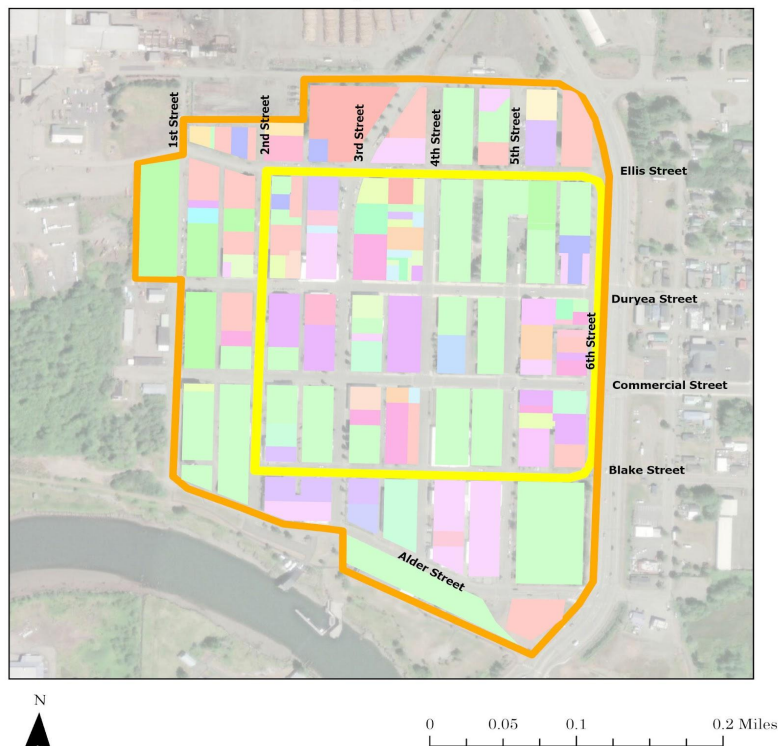 1st Street
2nd Street
3rd Street
4th Street
5th Street
Ellis Street
Duryea Street
6th Street
Commercial Street
Blake Street
Alder Street
N
0 0.05 0.1 0.2 Miles